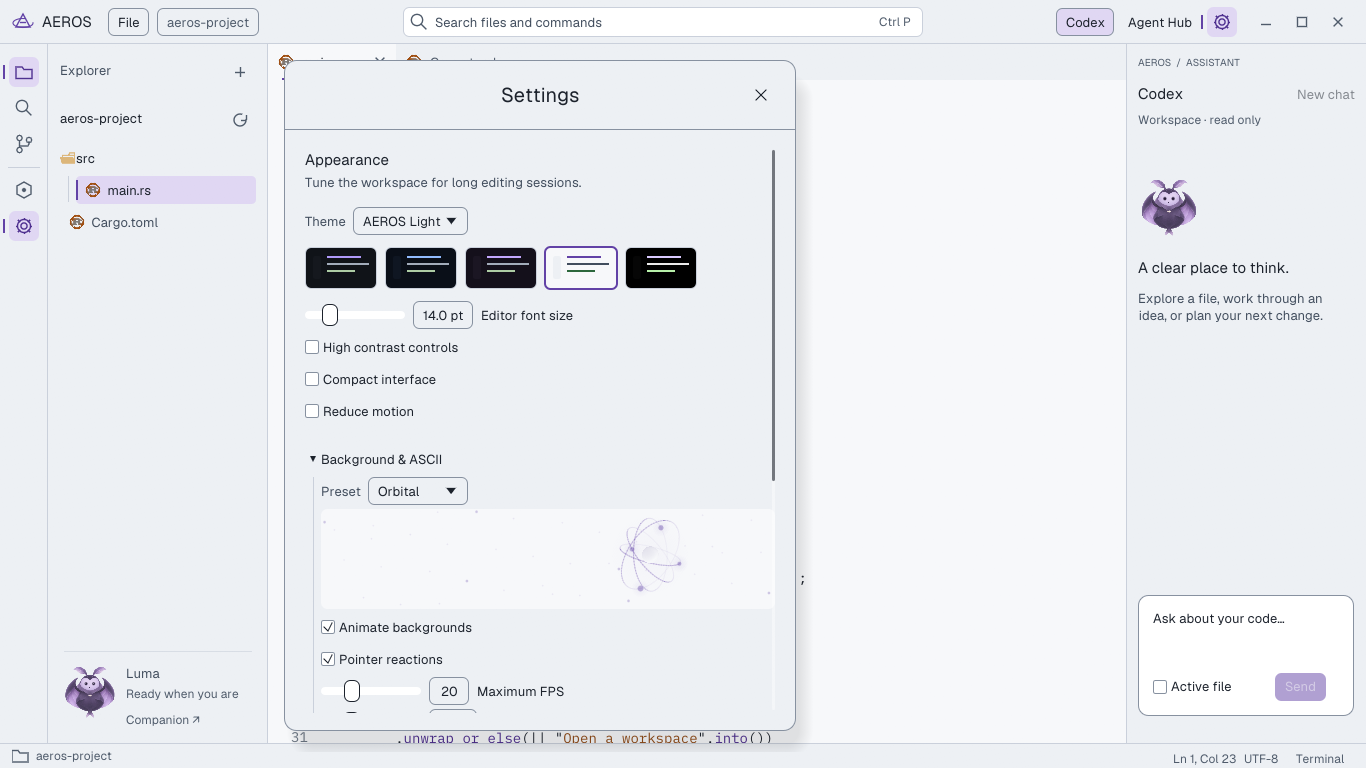 AEROS File aeros-project Search files and commands Ctrl P Codex Agent Hub
Explorer
aeros-project
src
main.rs
Cargo.toml
Luma
Ready when you are
Companion ↗
Settings
Appearance
Tune the workspace for long editing sessions.
Theme AEROS Light
14.0 pt Editor font size
High contrast controls
Compact interface
Reduce motion
Background & ASCII
Preset Orbital
Animate backgrounds
Pointer reactions
20 Maximum FPS
;
31 .unwrap_or_else(|| "Open a workspace".into())
AEROS / ASSISTANT
Codex New chat
Workspace · read only
A clear place to think.
Explore a file, work through an
idea, or plan your next change.
Ask about your code…
Active file Send
aeros-project Ln 1, Col 23 UTF-8 Terminal